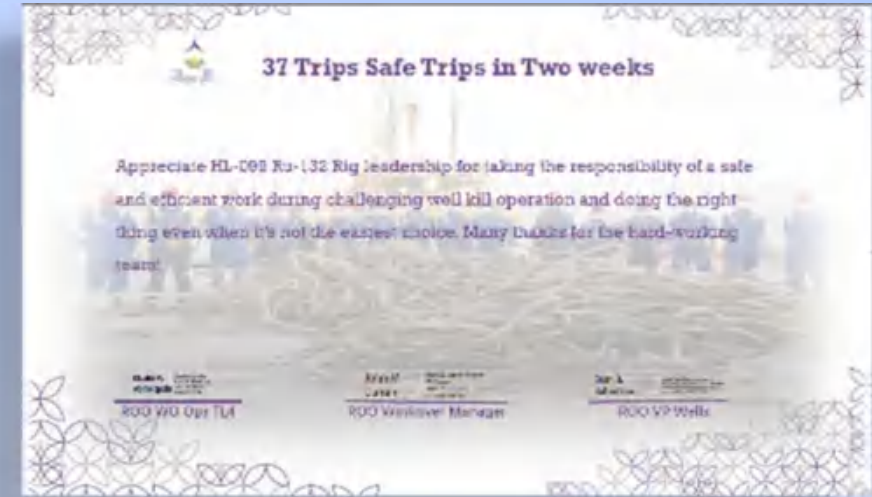 37 Trips Safe Trips in Two weeks
Appreciate HL-098 Ru-132 Rig leadership for taking the responsibility of a safe
and efficient work during challenging well kill operation and doing the right
thing even when it's not the easiest choice. Many thanks for the hard-working
team!
ROO WO Ops TL4
ROO Workover Manager
ROO VP Wells